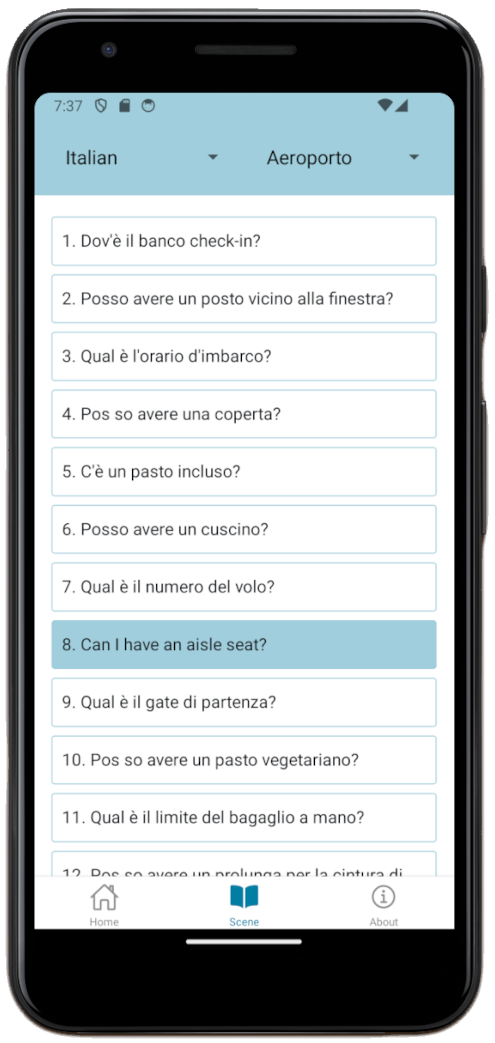 7:37
Italian
Aeroporto
1. Dov'è il banco check-in?
2. Posso avere un posto vicino alla finestra?
3. Qual è l'orario d'imbarco?
4. Pos so avere una coperta?
5. C'è un pasto incluso?
6. Posso avere un cuscino?
7. Qual è il numero del volo?
8. Can I have an aisle seat?
9. Qual è il gate di partenza?
10. Pos so avere un pasto vegetariano?
11. Qual è il limite del bagaglio a mano?
12. Pos so avere un prolunga per la cintura di
Home
Scene
About